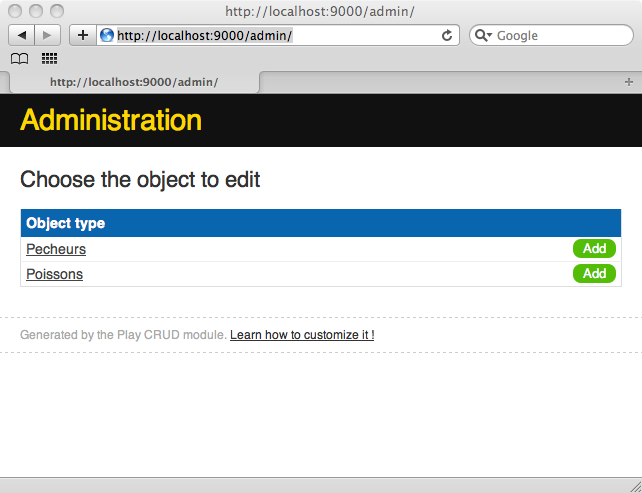 http://localhost:9000/admin/
http://localhost:9000/admin/
Google
http://localhost:9000/admin/
Administration
Choose the object to edit
Object type
Pecheurs Add
Poissons Add
Generated by the Play CRUD module. Learn how to customize it !